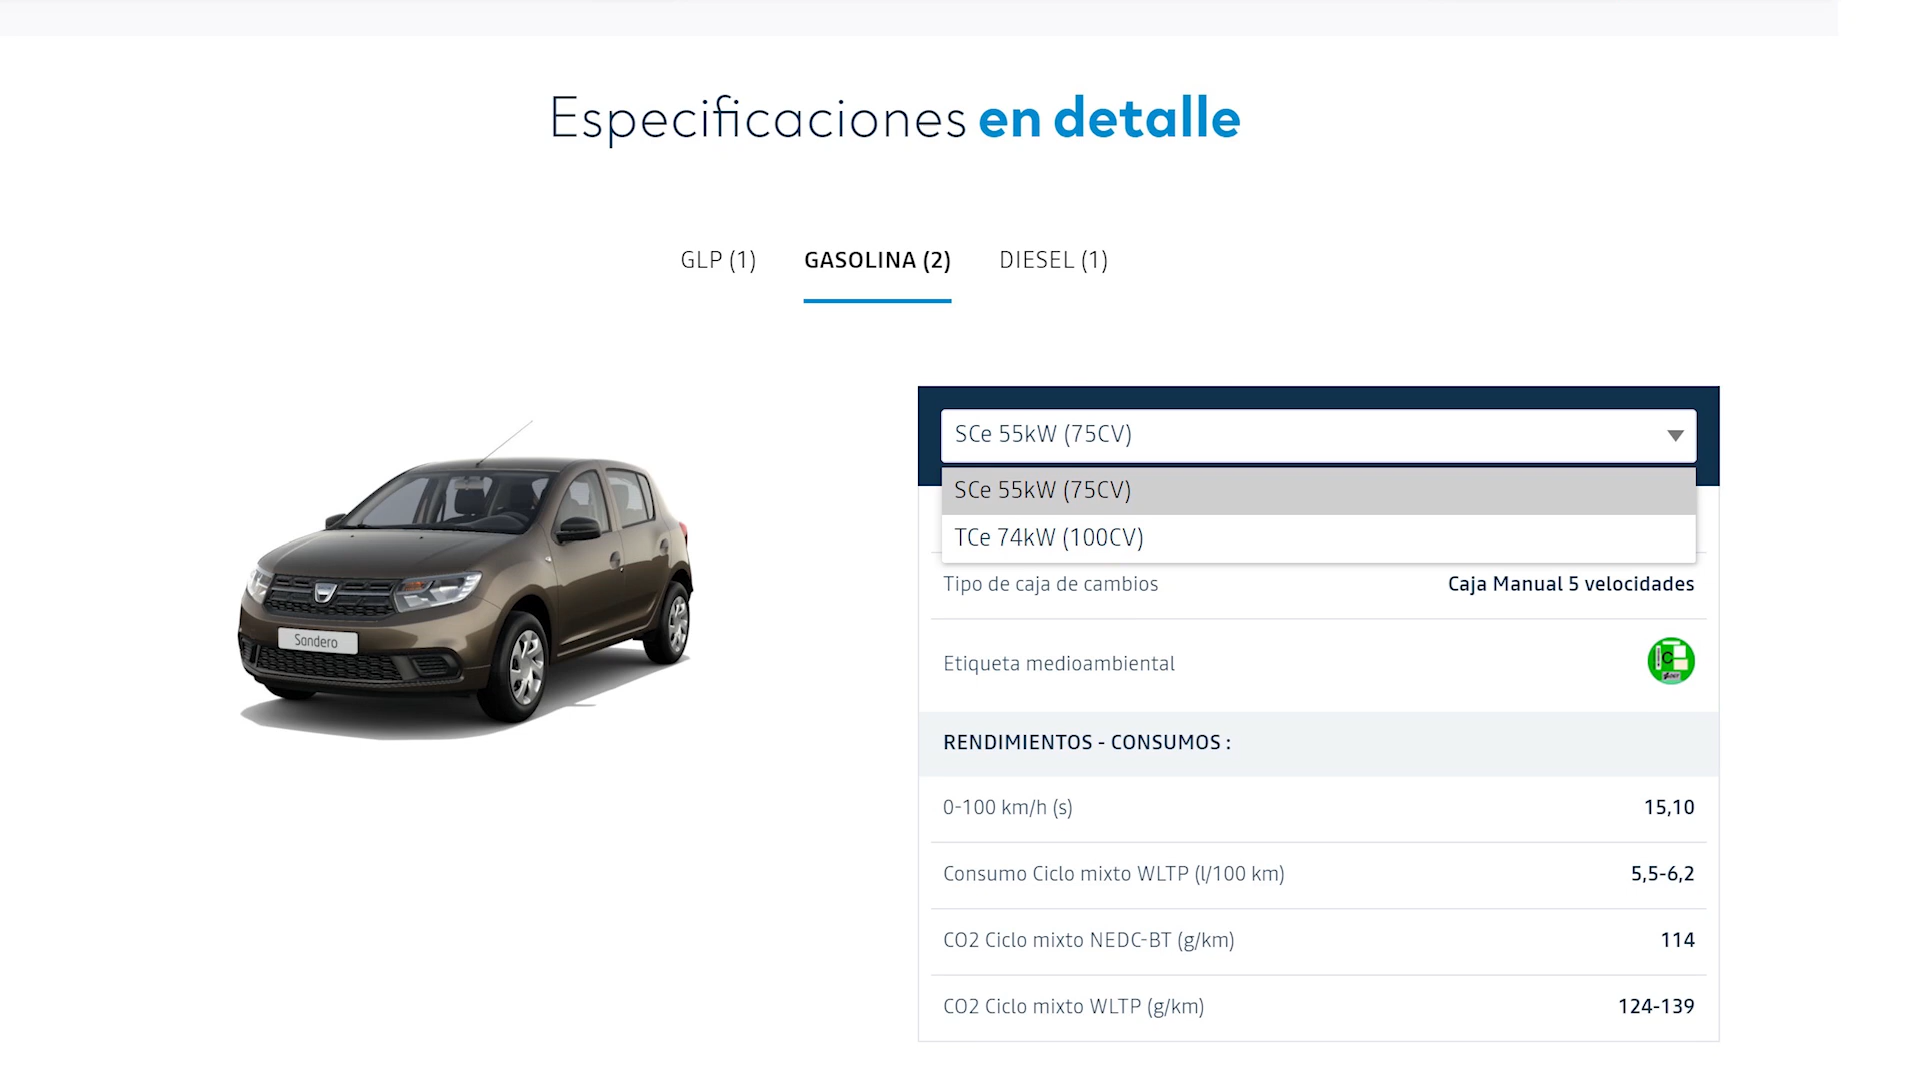 Especificaciones en detalle
GLP (1)
GASOLINA (2)
DIESEL (1)
Sandero
SCe 55kW (75CV)
SCe 55kW (75CV)
TCe 74kW (100CV)
Tipo de caja de cambios
Caja Manual 5 velocidades
Etiqueta medioambiental
C
RENDIMIENTOS - CONSUMOS :
0-100 km/h (s)
15,10
Consumo Ciclo mixto WLTP (l/100 km)
5,5-6,2
CO2 Ciclo mixto NEDC-BT (g/km)
114
CO2 Ciclo mixto WLTP (g/km)
124-139